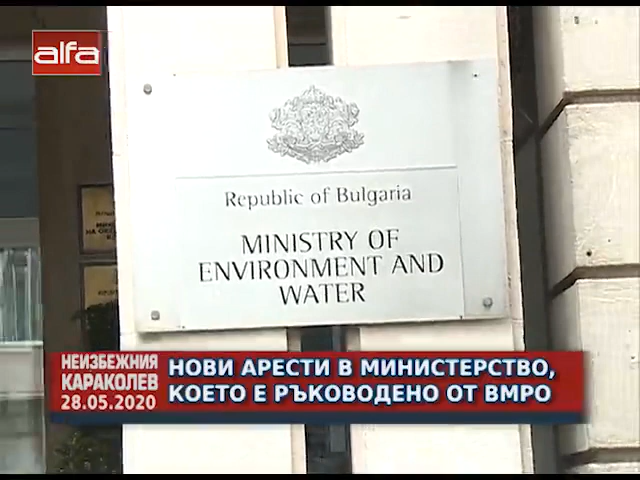 alfa
Republic of Bulgaria
MINISTRY OF
ENVIRONMENT AND
WATER
НЕИЗБЕЖНИЯ
КАРАКОЛЕВ
28.05.2020
НОВИ АРЕСТИ В МИНИСТЕРСТВО,
КОЕТО Е РЪКОВОДЕНО ОТ ВМРО